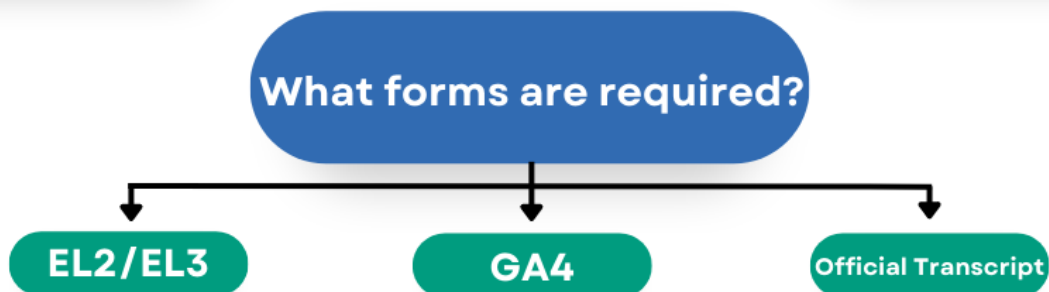 What forms are required?
EL2/EL3
GA4
Official Transcript